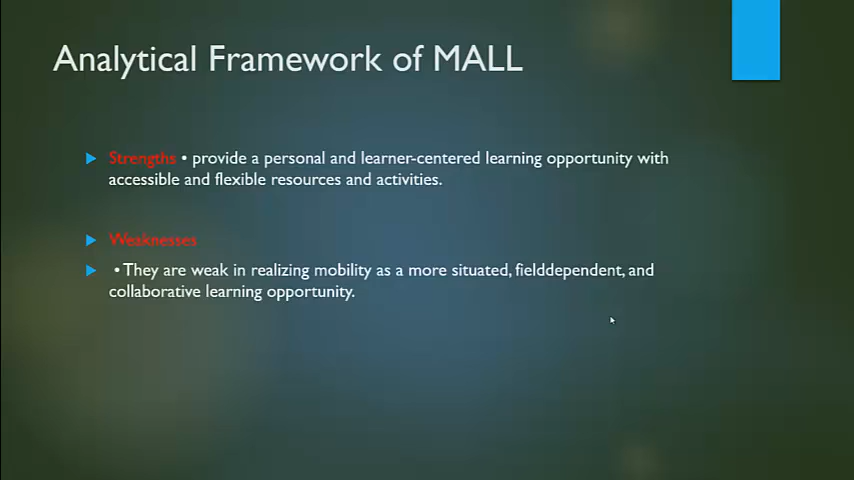 Analytical Framework of MALL
Strengths • provide a personal and learner-centered learning opportunity with
accessible and flexible resources and activities.
Weaknesses
• They are weak in realizing mobility as a more situated, fielddependent, and
collaborative learning opportunity.